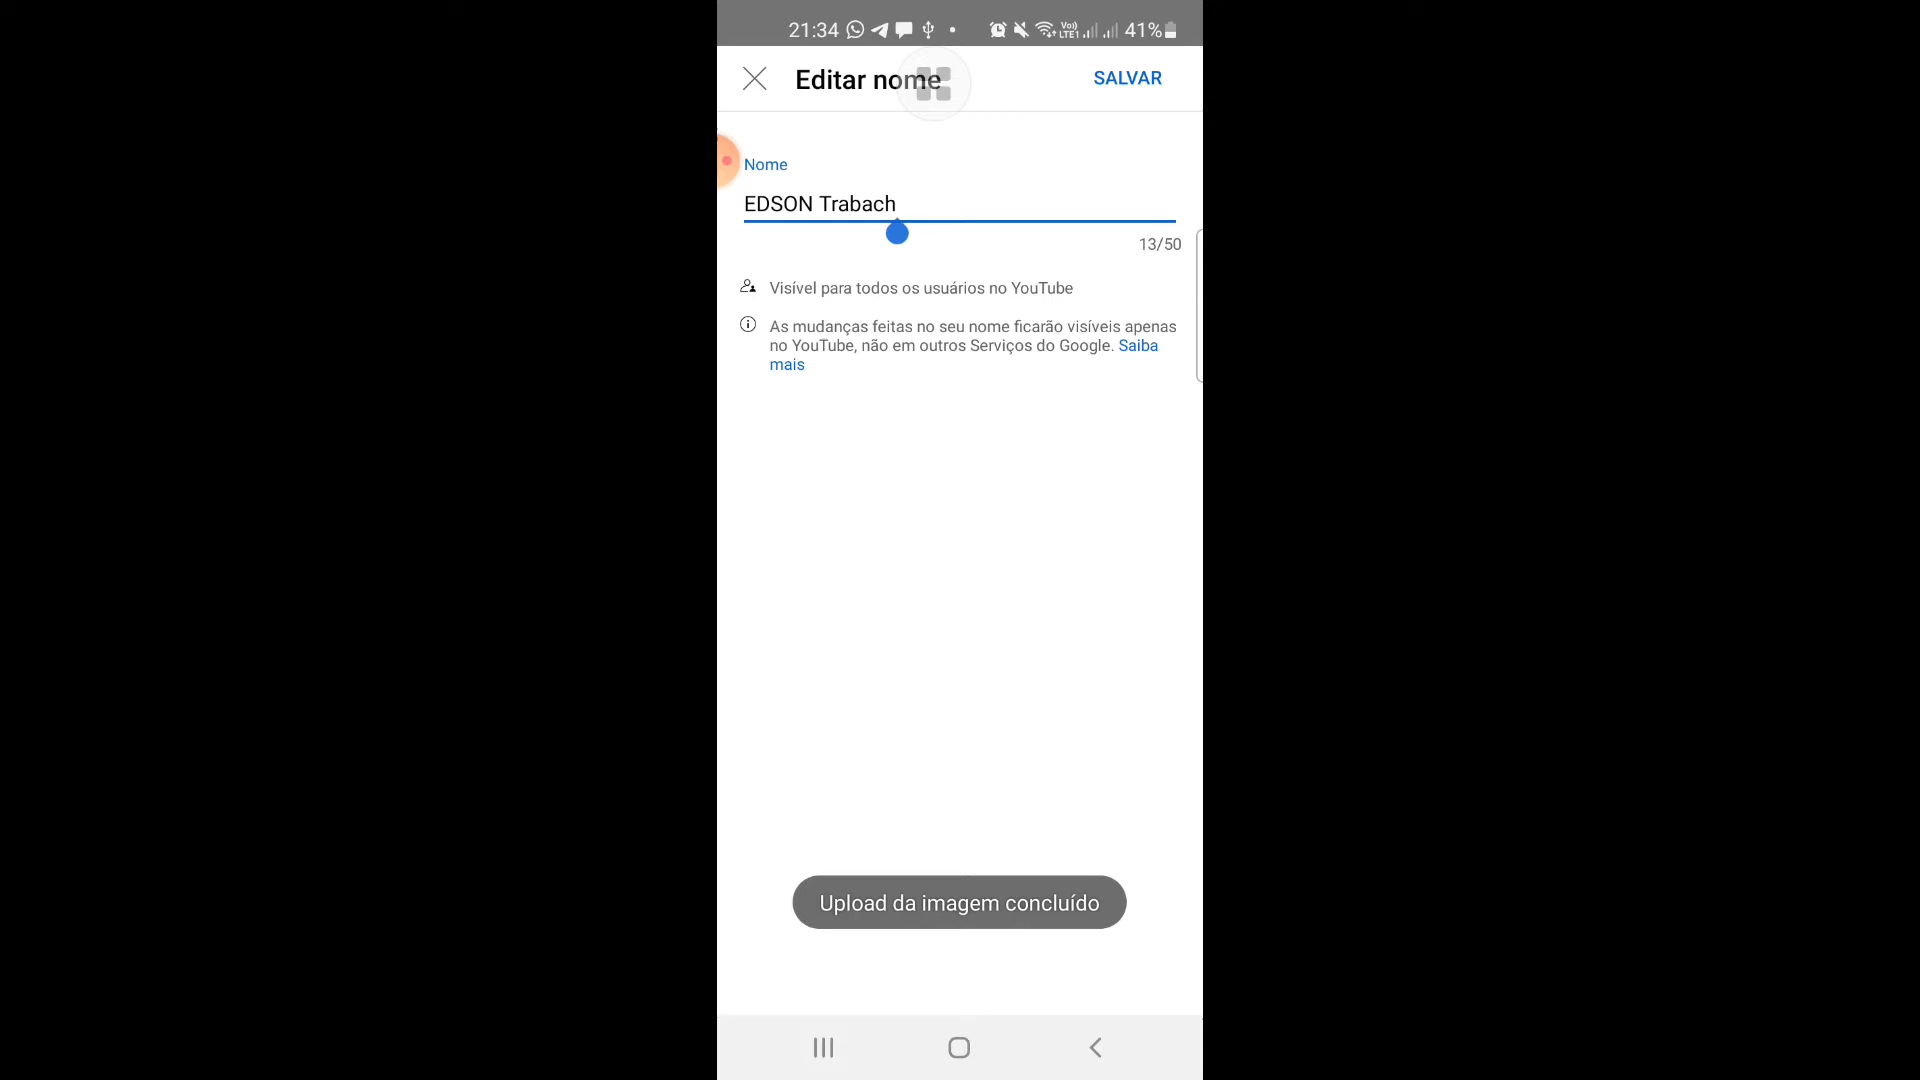 21:34
Vo))
LTE1
41%
Editar nome
SALVAR
Nome
EDSON Trabach
13/50
Visível para todos os usuários no YouTube
As mudanças feitas no seu nome ficarão visíveis apenas
no YouTube, não em outros Serviços do Google. Saiba
mais
Upload da imagem concluído